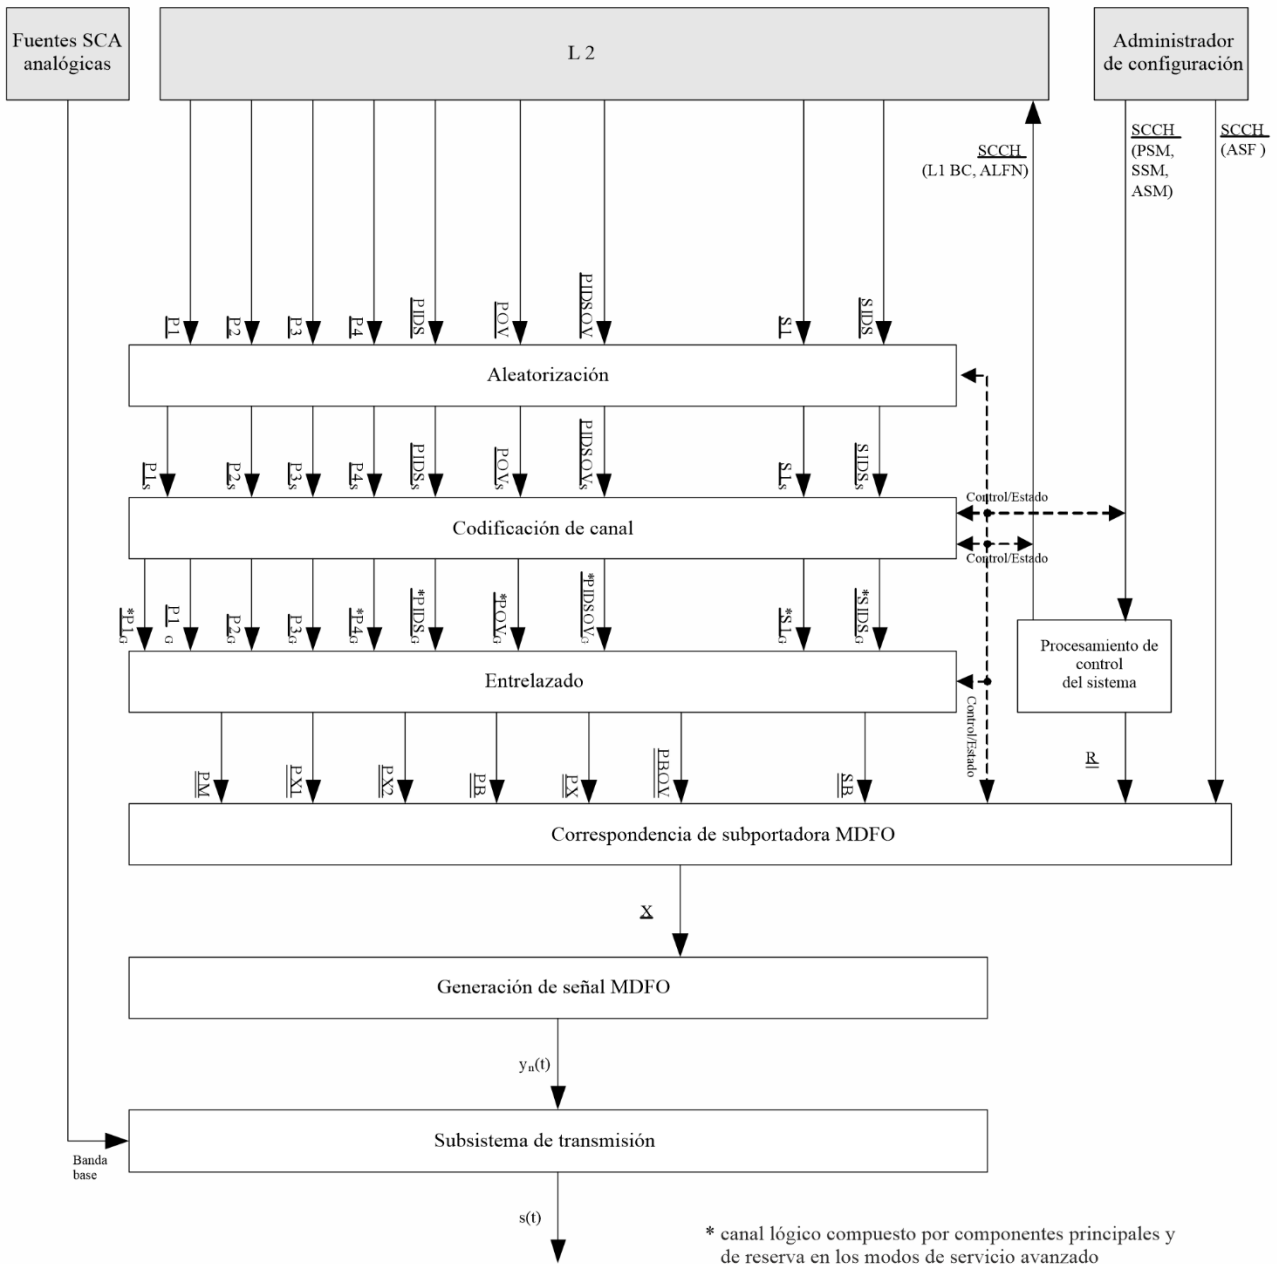 Fuentes SCA
analógicas
L 2
Administrador
de configuración
SCCH
(L1 BC, ALFN)
SCCH
(PSM,
SSM,
ASM)
SCCH
(ASF )
P1
P2
P3
P4
PIDS
POV
PIDSOV
S1
SIDS
Aleatorización
P1s
P2s
P3s
P4s
PIDSs
POVs
PIDSOVs
S1s
SIDSs
Control/Estado
Codificación de canal
Control/Estado
*P1G
P1 G
P2G
P3G
*P4G
*PIDSG
*POVG
*PIDSOVG
*S1G
*SIDSG
Entrelazado
Procesamiento de
control
del sistema
Control/Estado
PM
PX1
PX2
PB
PX
PBOV
SB
R
Correspondencia de subportadora MDFO
X
Generación de señal MDFO
yn(t)
Subsistema de transmisión
Banda
base
s(t)
* canal lógico compuesto por componentes principales y
de reserva en los modos de servicio avanzado